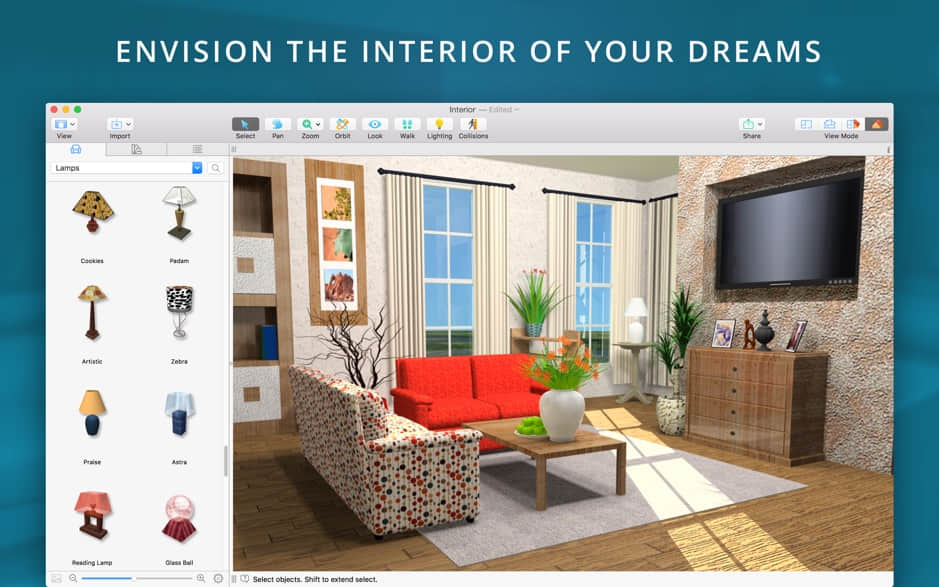 ENVISION THE INTERIOR OF YOUR DREAMS
Interior — Edited
View
Import
Select
Pan
Zoom
Orbit
Look
Walk
Lighting
Collisions
Share
View Mode
Lamps
Cookies
Padam
Artistic
Zebra
Praise
Astra
Reading Lamp
Glass Ball
Select objects. Shift to extend select.